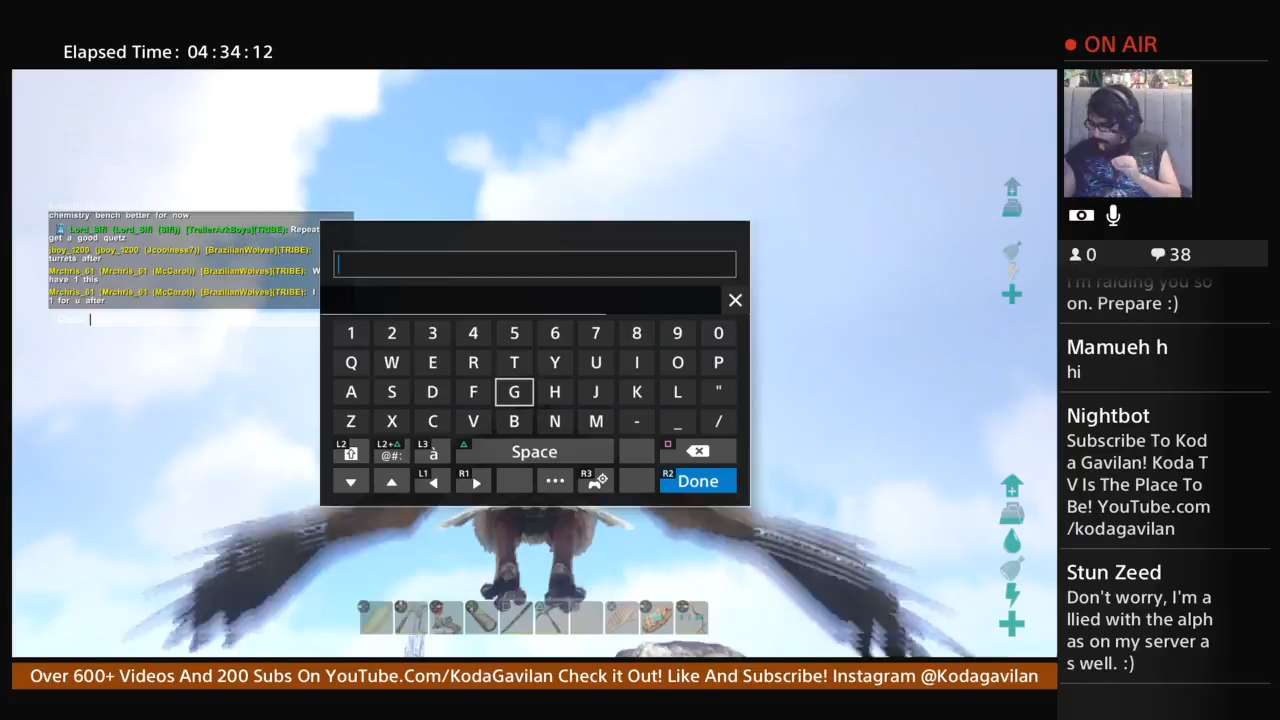 Elapsed Time: 04:34:12
ON AIR
chemistry bench better for now
Lord_Sifi (Lord_Sifi (Sifi)) [TrailerArkBoys](TRIBE): Repeat
get a good quetz
jboy_1200 (jboy_1200 (Jcoolness7)) [BrazilianWolves](TRIBE):
turrets after
Mrchris_61 (Mrchris_61 (McCarol)) [BrazilianWolves](TRIBE): W
have 1 this
Mrchris_61 (Mrchris_61 (McCarol)) [BrazilianWolves](TRIBE): I
1 for u after
1 2 3 4 5 6 7 8 9 0
Q W E R T Y U I O P
A S D F G H J K L "
Z X C V B N M - _ /
L2 L2+△ @#: L3 à △ Space
L1 R1 ... R3 R2 Done
0 38
I'm raiding you so
on. Prepare :)
Mamueh h
hi
Nightbot
Subscribe To Kod
a Gavilan! Koda T
V Is The Place To
Be! YouTube.com
/kodagavilan
Stun Zeed
Don't worry, I'm a
llied with the alph
as on my server a
s well. :)
Over 600+ Videos And 200 Subs On YouTube.Com/KodaGavilan Check it Out! Like And Subscribe! Instagram @Kodagavilan